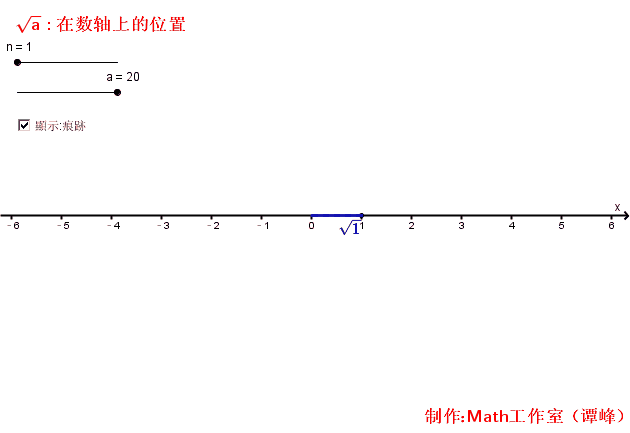 √a : 在数轴上的位置
n = 1
a = 20
顯示:痕跡
x
-6 -5 -4 -3 -2 -1 0 1 2 3 4 5 6
√1
制作:Math工作室（谭峰）